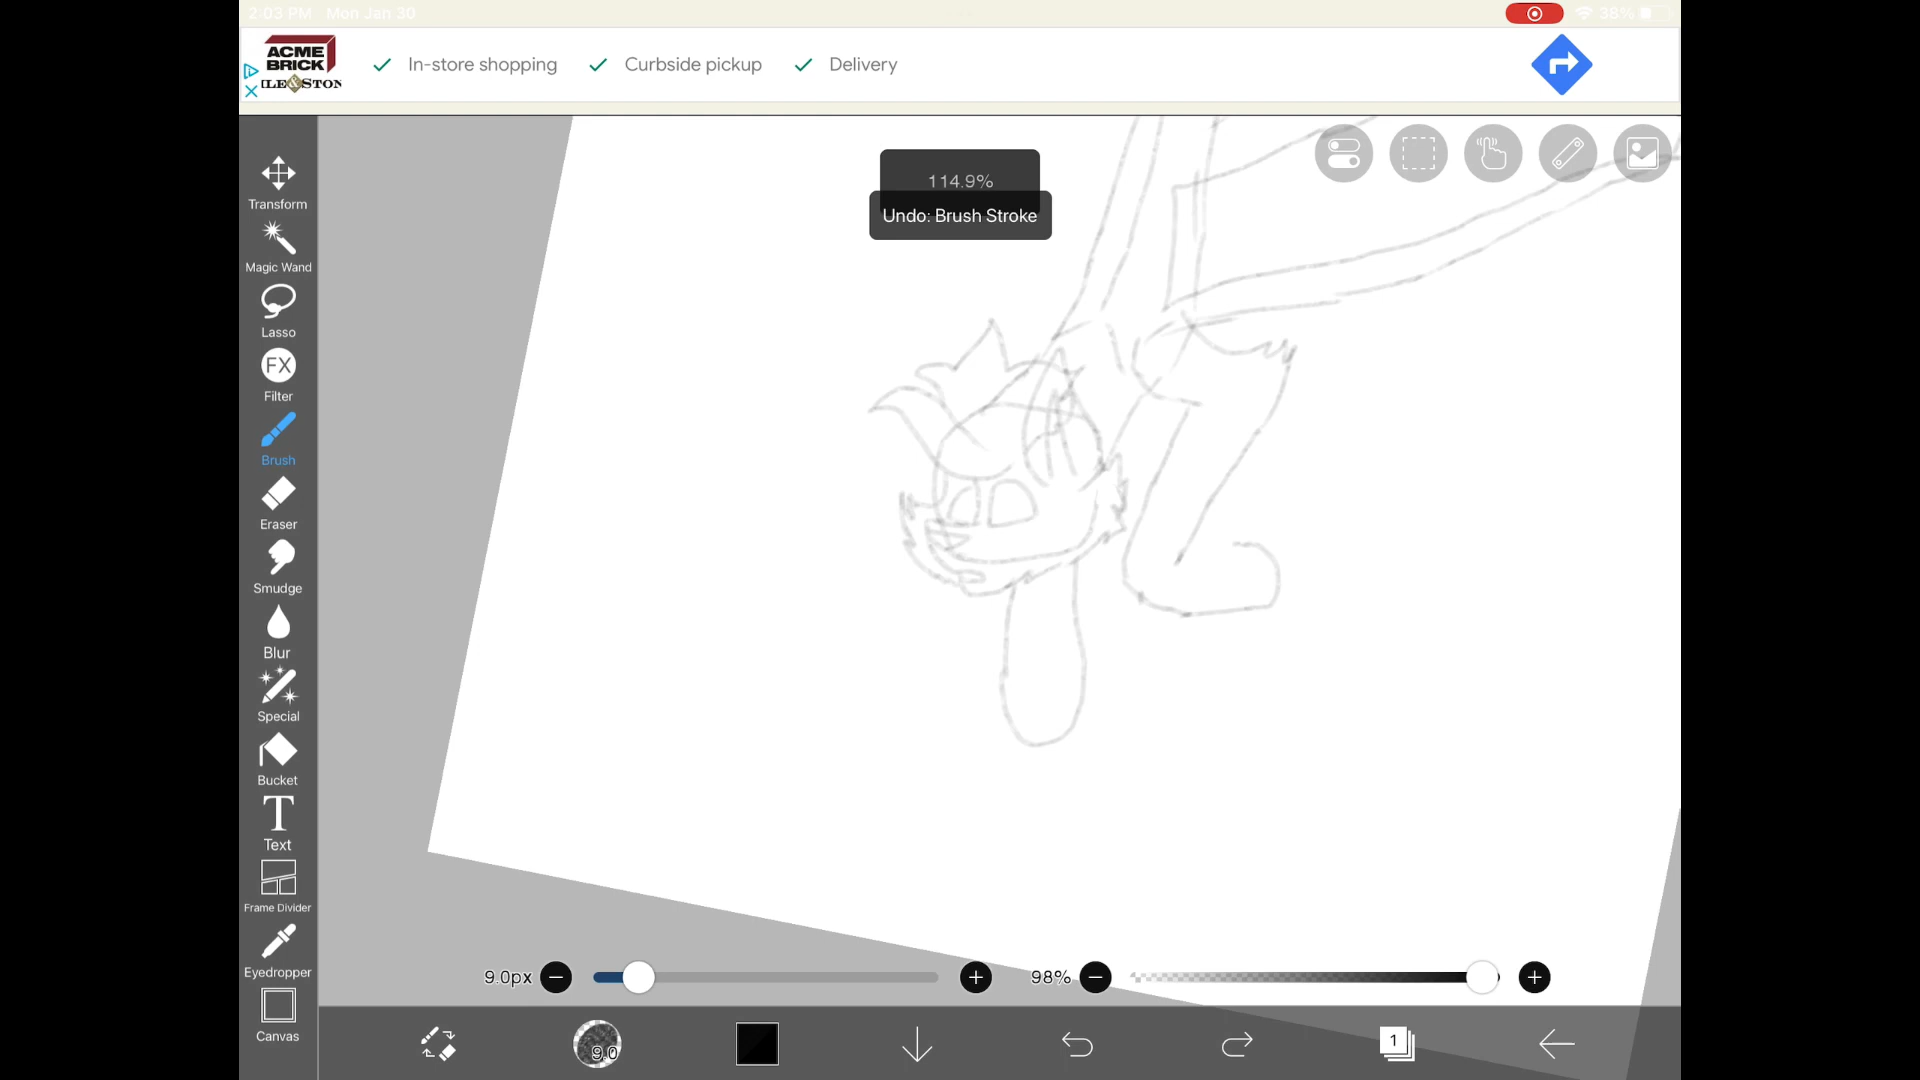 2:03 PM Mon Jan 30
38%
ACME
BRICK
ILE & STON
In-store shopping
Curbside pickup
Delivery
114.9%
Undo: Brush Stroke
Transform
Magic Wand
Lasso
FX
Filter
Brush
Eraser
Smudge
Blur
Special
Bucket
T
Text
Frame Divider
Eyedropper
Canvas
9.0px
98%
9.0
1